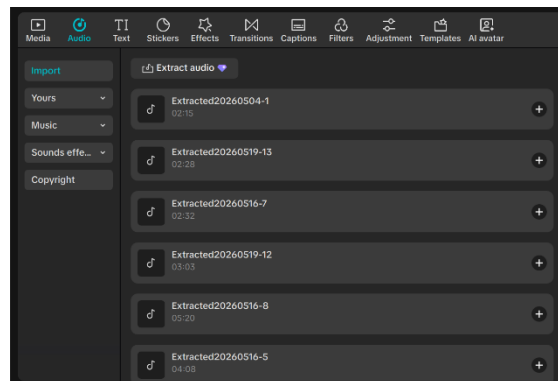 Media Audio Text Stickers Effects Transitions Captions Filters Adjustment Templates AI avatar
Import
Yours
Music
Sounds effe...
Copyright
Extract audio
Extracted20260504-1
02:15
Extracted20260519-13
02:28
Extracted20260516-7
02:32
Extracted20260519-12
03:03
Extracted20260516-8
05:20
Extracted20260516-5
04:08